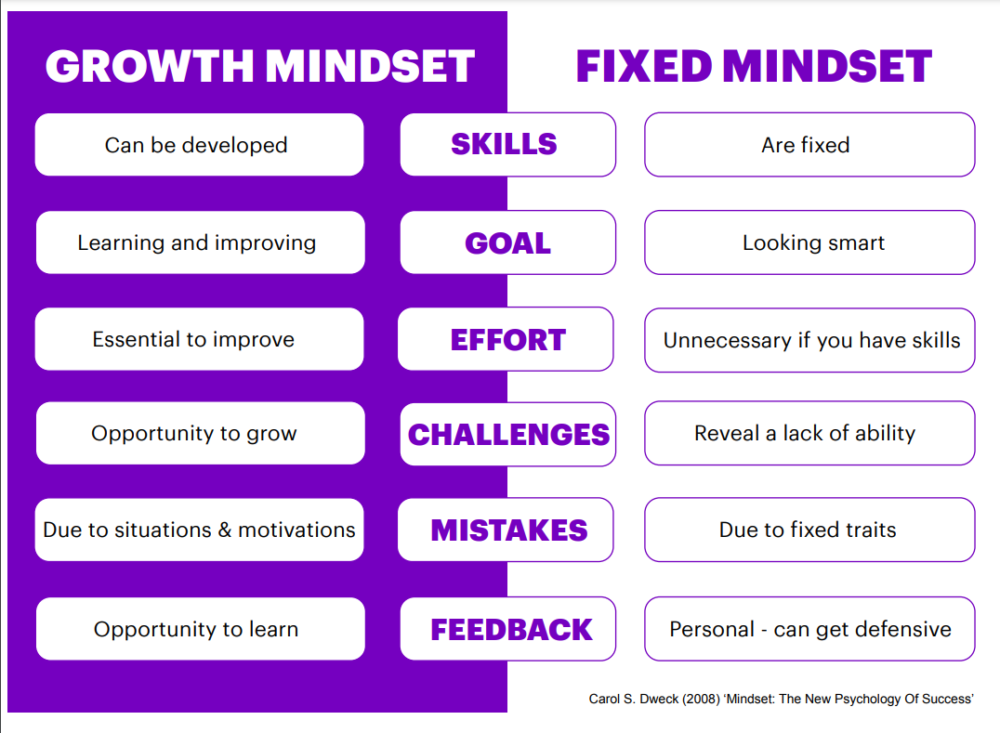 GROWTH MINDSET
FIXED MINDSET
Can be developed
SKILLS
Are fixed
Learning and improving
GOAL
Looking smart
Essential to improve
EFFORT
Unnecessary if you have skills
Opportunity to grow
CHALLENGES
Reveal a lack of ability
Due to situations & motivations
MISTAKES
Due to fixed traits
Opportunity to learn
FEEDBACK
Personal - can get defensive
Carol S. Dweck (2008) ‘Mindset: The New Psychology Of Success’